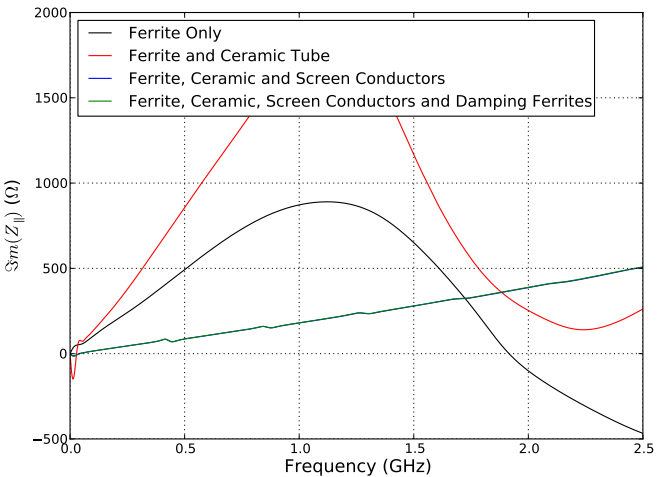 2000
1500
1000
500
0
−500
0.0
0.5
1.0
1.5
2.0
2.5
Ferrite Only
Ferrite and Ceramic Tube
Ferrite, Ceramic and Screen Conductors
Ferrite, Ceramic, Screen Conductors and Damping Ferrites
ℑm(Z∥) (Ω)
Frequency (GHz)